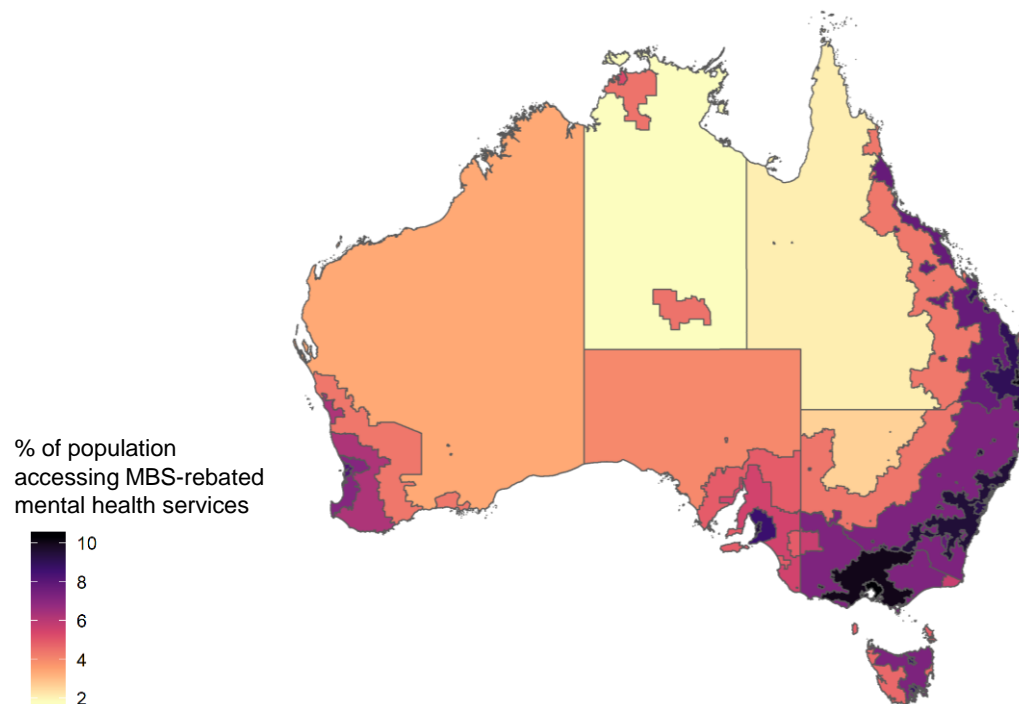 % of population
accessing MBS-rebated
mental health services
10
8
6
4
2